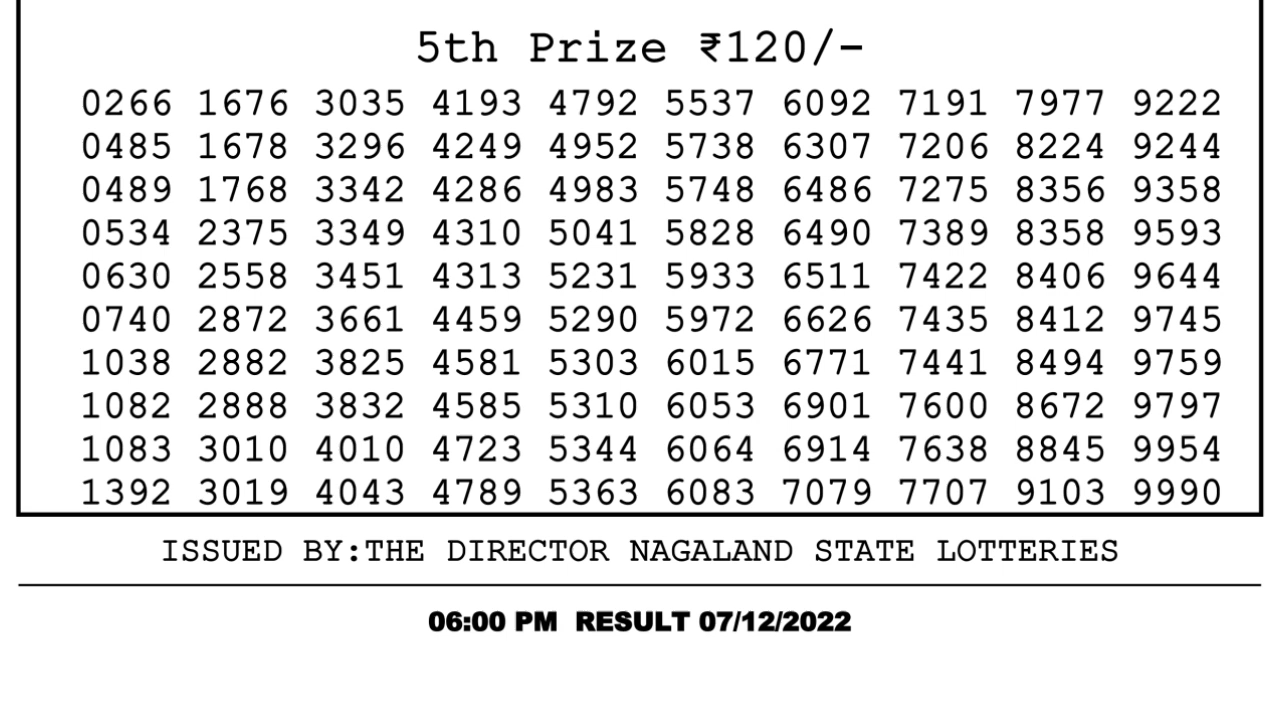 5th Prize ₹120/-
0266 1676 3035 4193 4792 5537 6092 7191 7977 9222
0485 1678 3296 4249 4952 5738 6307 7206 8224 9244
0489 1768 3342 4286 4983 5748 6486 7275 8356 9358
0534 2375 3349 4310 5041 5828 6490 7389 8358 9593
0630 2558 3451 4313 5231 5933 6511 7422 8406 9644
0740 2872 3661 4459 5290 5972 6626 7435 8412 9745
1038 2882 3825 4581 5303 6015 6771 7441 8494 9759
1082 2888 3832 4585 5310 6053 6901 7600 8672 9797
1083 3010 4010 4723 5344 6064 6914 7638 8845 9954
1392 3019 4043 4789 5363 6083 7079 7707 9103 9990
ISSUED BY:THE DIRECTOR NAGALAND STATE LOTTERIES
06:00 PM RESULT 07/12/2022